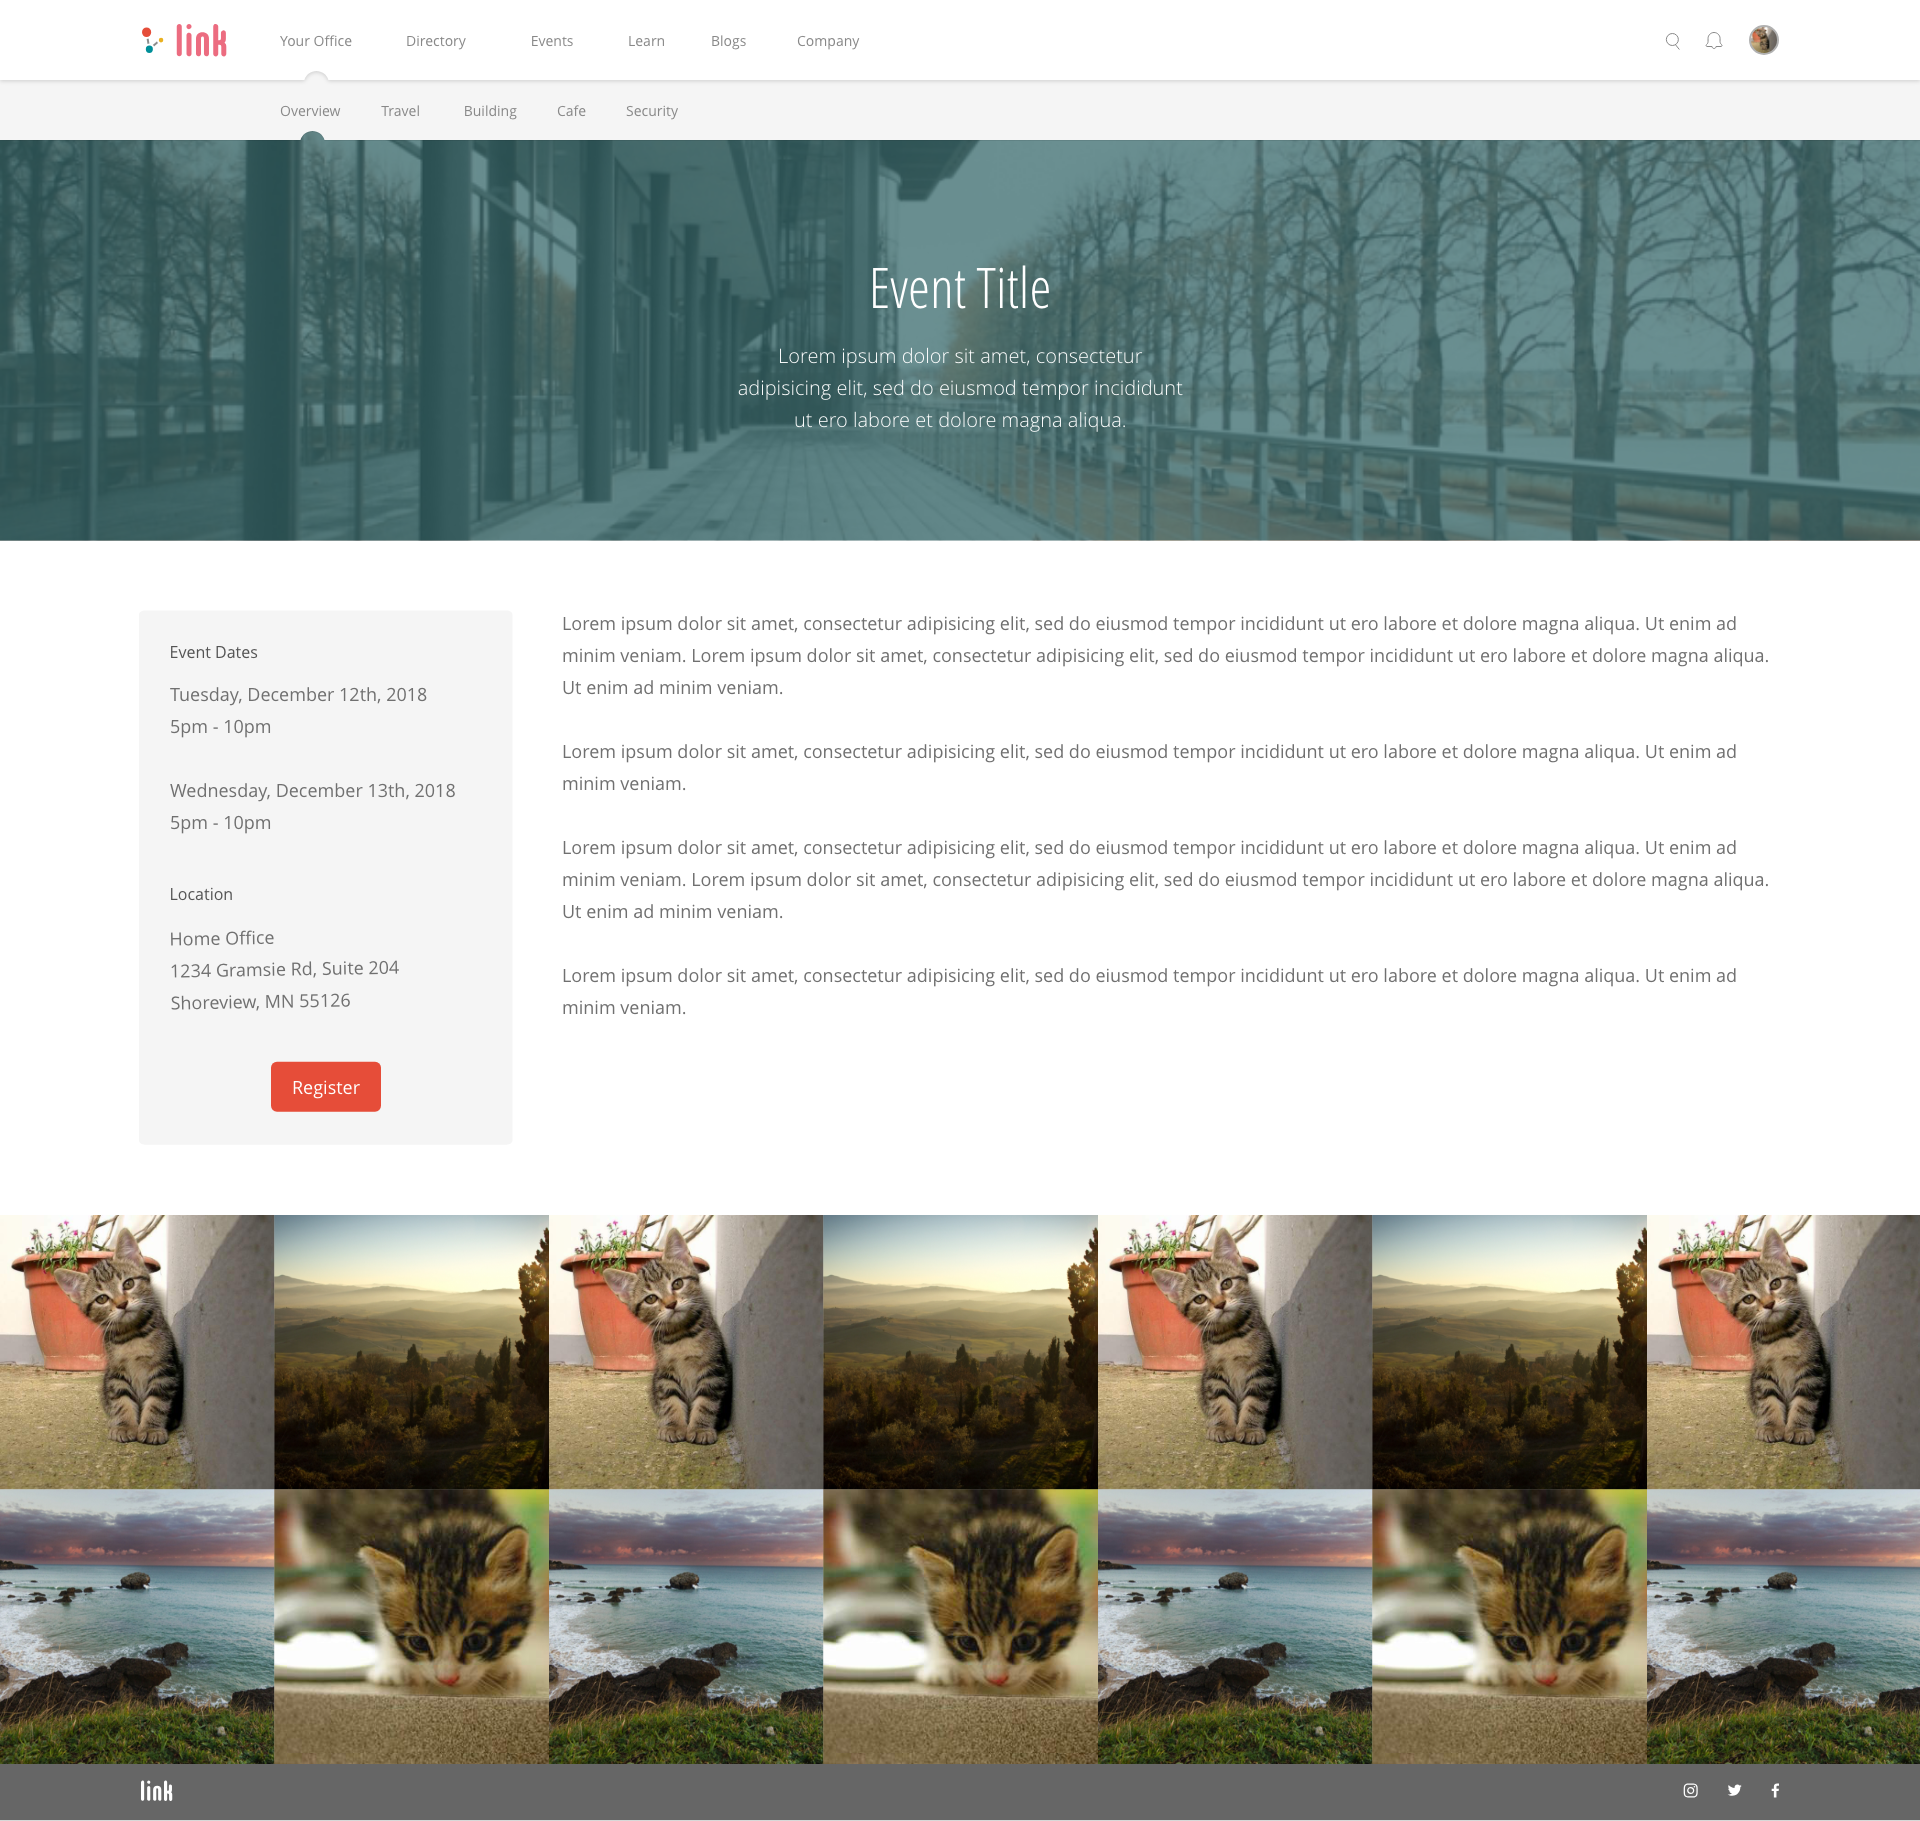 link
Your Office Directory Events Learn Blogs Company
Overview Travel Building Cafe Security
Event Title
Lorem ipsum dolor sit amet, consectetur
adipisicing elit, sed do eiusmod tempor incididunt
ut ero labore et dolore magna aliqua.
Event Dates
Tuesday, December 12th, 2018
5pm - 10pm
Wednesday, December 13th, 2018
5pm - 10pm
Location
Home Office
1234 Gramsie Rd, Suite 204
Shoreview, MN 55126
Register
Lorem ipsum dolor sit amet, consectetur adipisicing elit, sed do eiusmod tempor incididunt ut ero labore et dolore magna aliqua. Ut enim ad
minim veniam. Lorem ipsum dolor sit amet, consectetur adipisicing elit, sed do eiusmod tempor incididunt ut ero labore et dolore magna aliqua.
Ut enim ad minim veniam.
Lorem ipsum dolor sit amet, consectetur adipisicing elit, sed do eiusmod tempor incididunt ut ero labore et dolore magna aliqua. Ut enim ad
minim veniam.
Lorem ipsum dolor sit amet, consectetur adipisicing elit, sed do eiusmod tempor incididunt ut ero labore et dolore magna aliqua. Ut enim ad
minim veniam. Lorem ipsum dolor sit amet, consectetur adipisicing elit, sed do eiusmod tempor incididunt ut ero labore et dolore magna aliqua.
Ut enim ad minim veniam.
Lorem ipsum dolor sit amet, consectetur adipisicing elit, sed do eiusmod tempor incididunt ut ero labore et dolore magna aliqua. Ut enim ad
minim veniam.
link